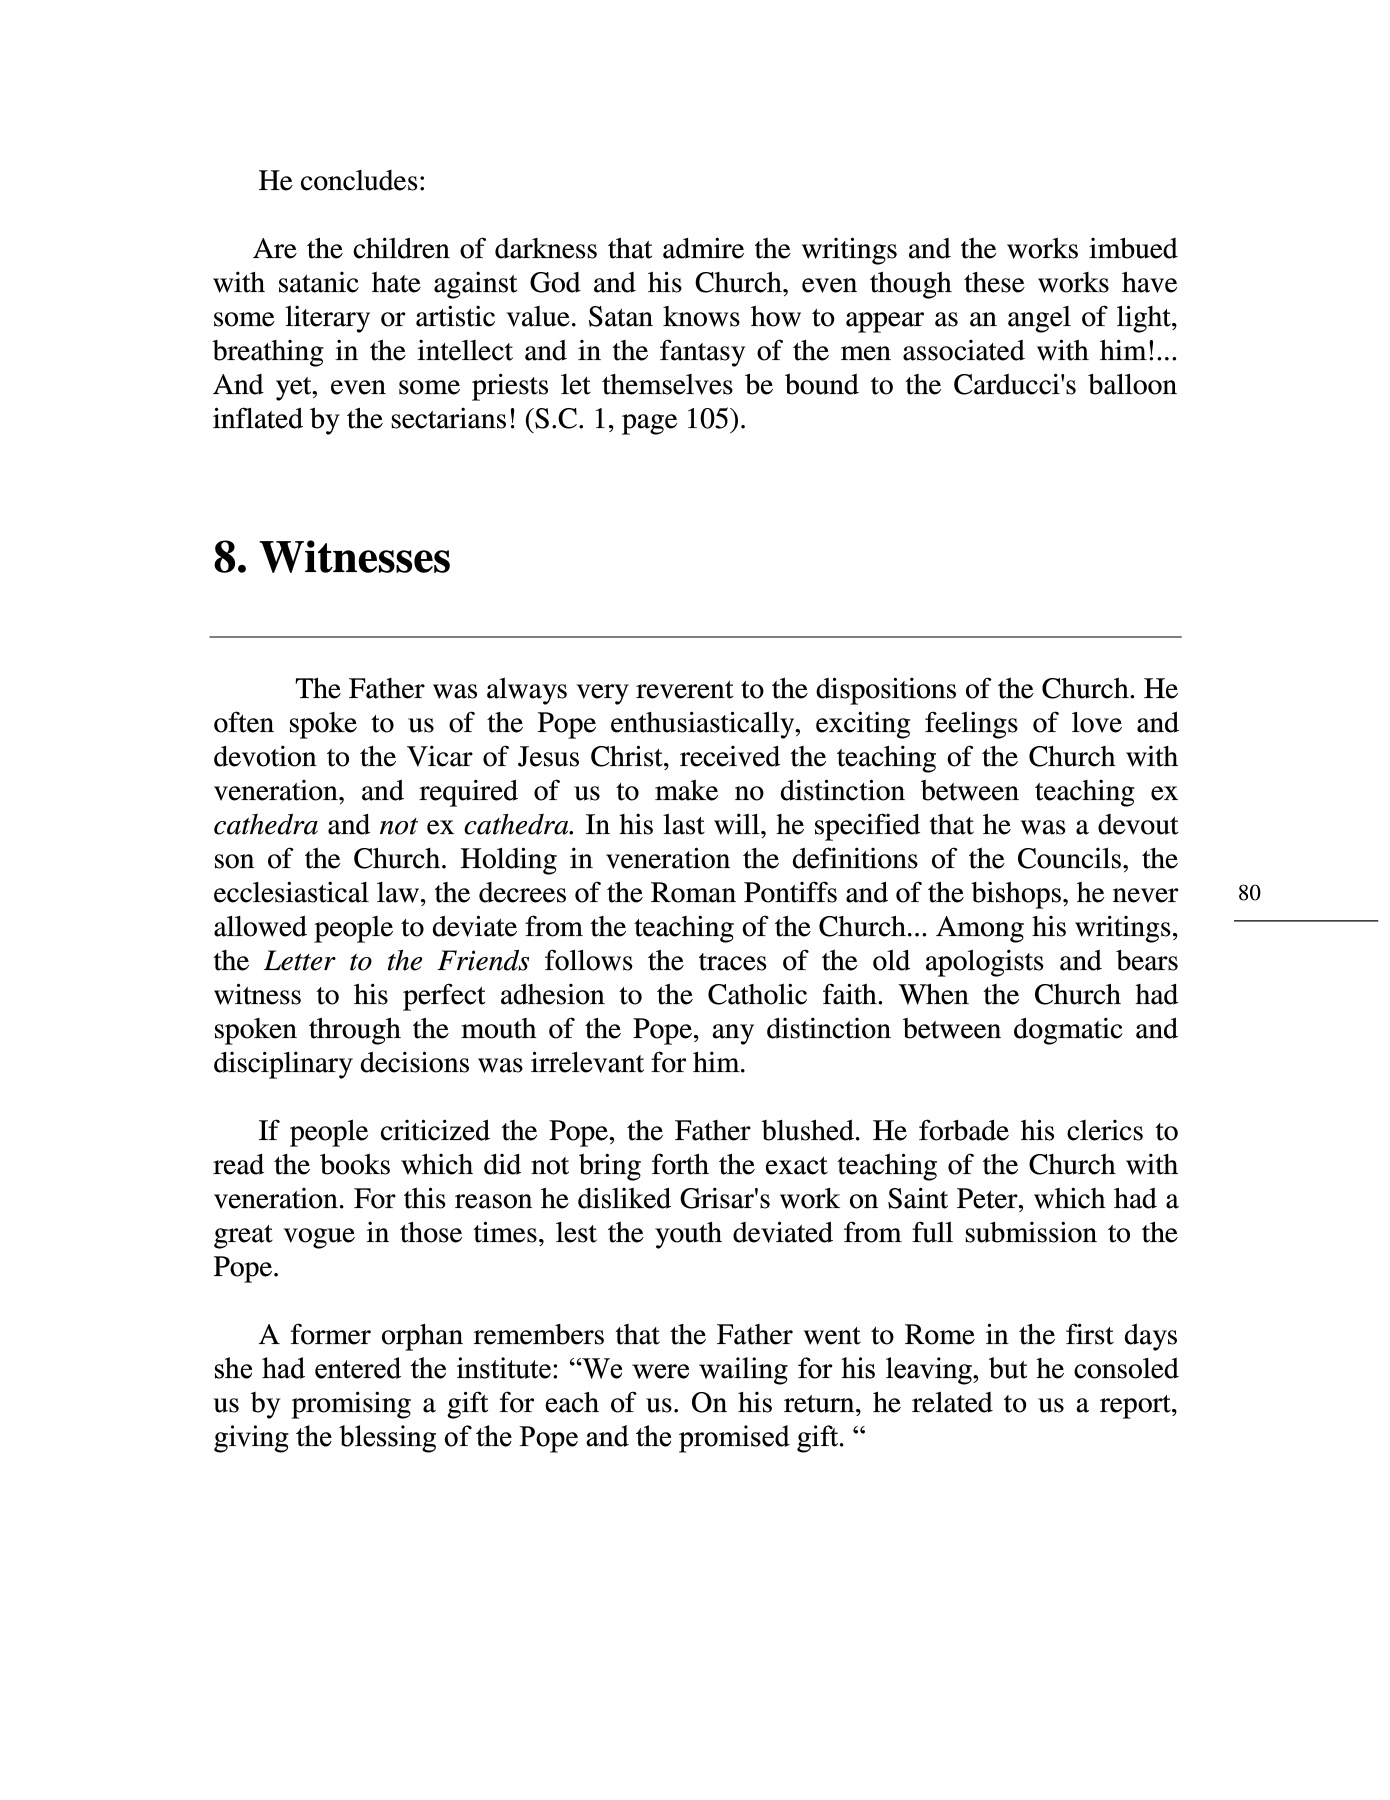 He concludes:
Are the children of darkness that admire the writings and the works imbued
with satanic hate against God and his Church, even though these works have
some literary or artistic value. Satan knows how to appear as an angel of light,
breathing in the intellect and in the fantasy of the men associated with him!...
And yet, even some priests let themselves be bound to the Carducci's balloon
inflated by the sectarians! (S.C. 1, page 105).
8. Witnesses
The Father was always very reverent to the dispositions of the Church. He
often spoke to us of the Pope enthusiastically, exciting feelings of love and
devotion to the Vicar of Jesus Christ, received the teaching of the Church with
veneration, and required of us to make no distinction between teaching ex
cathedra and not ex cathedra. In his last will, he specified that he was a devout
son of the Church. Holding in veneration the definitions of the Councils, the
ecclesiastical law, the decrees of the Roman Pontiffs and of the bishops, he never
allowed people to deviate from the teaching of the Church... Among his writings,
the Letter to the Friends follows the traces of the old apologists and bears
witness to his perfect adhesion to the Catholic faith. When the Church had
spoken through the mouth of the Pope, any distinction between dogmatic and
disciplinary decisions was irrelevant for him.
If people criticized the Pope, the Father blushed. He forbade his clerics to
read the books which did not bring forth the exact teaching of the Church with
veneration. For this reason he disliked Grisar's work on Saint Peter, which had a
great vogue in those times, lest the youth deviated from full submission to the
Pope.
A former orphan remembers that the Father went to Rome in the first days
she had entered the institute: “We were wailing for his leaving, but he consoled
us by promising a gift for each of us. On his return, he related to us a report,
giving the blessing of the Pope and the promised gift. “
80